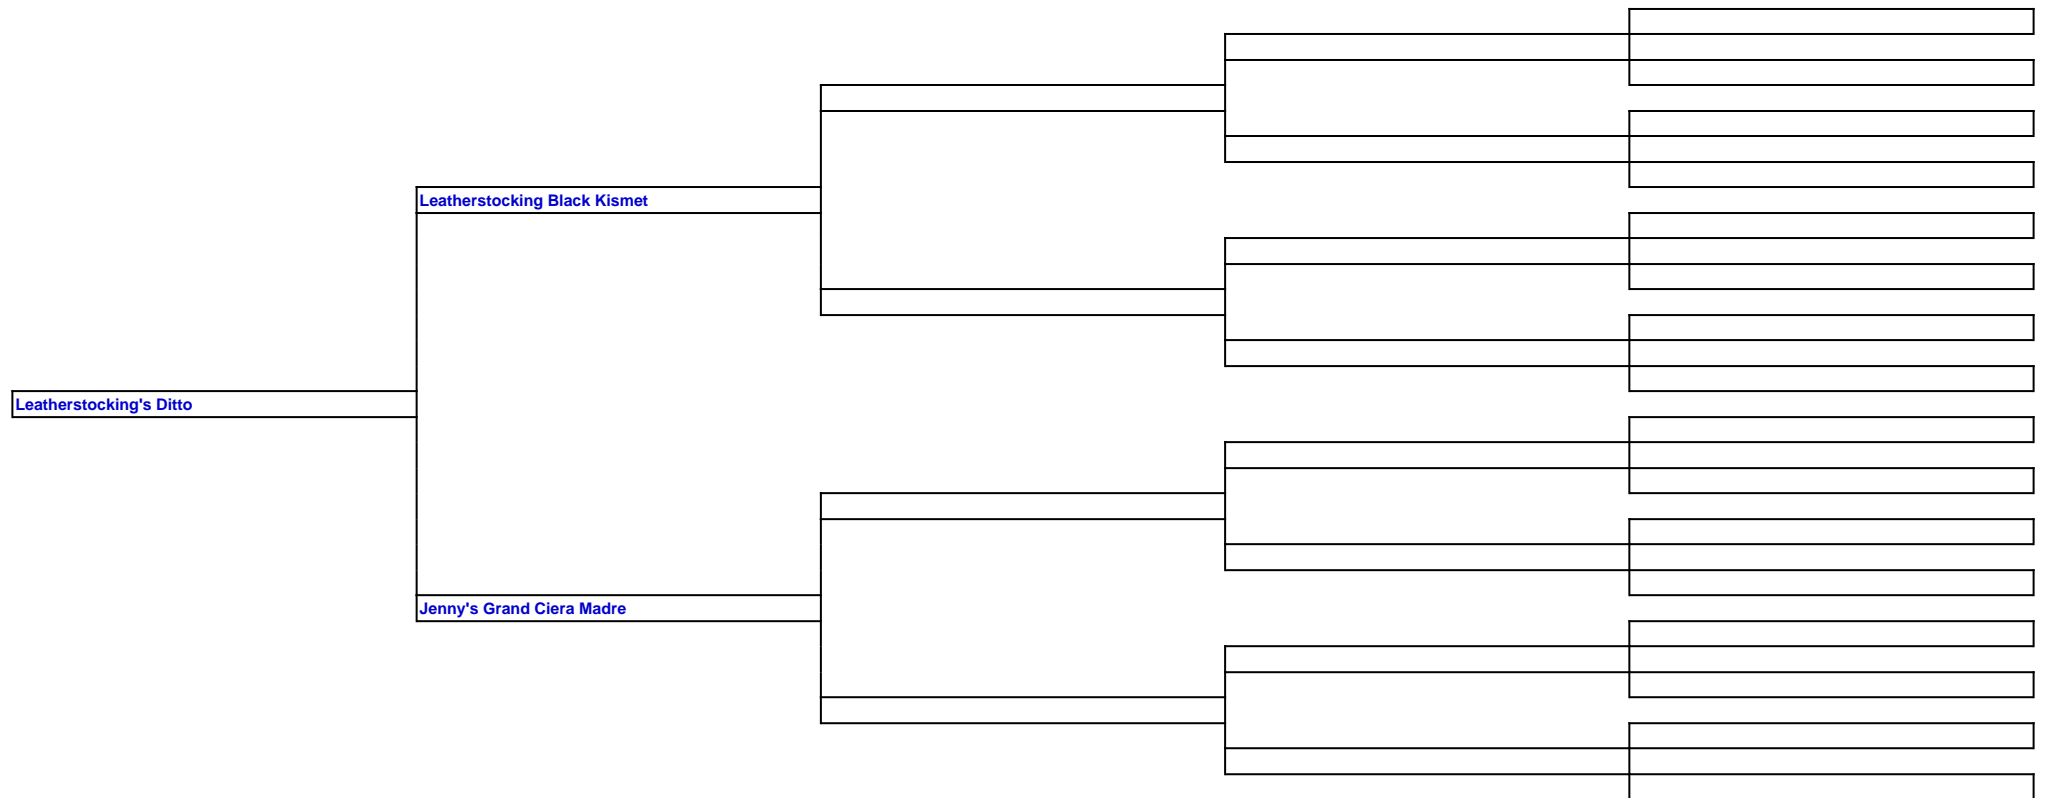 Leatherstocking Black Kismet
Leatherstocking's Ditto
Jenny's Grand Ciera Madre